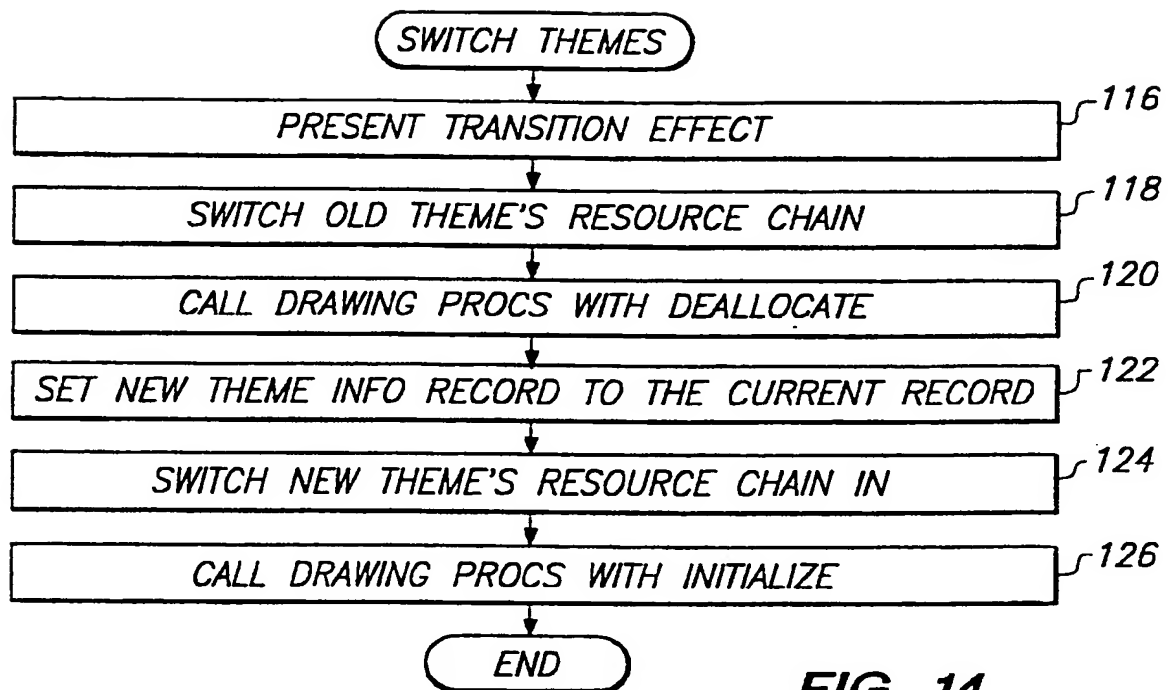 SWITCH THEMES
PRESENT TRANSITION EFFECT
116
SWITCH OLD THEME'S RESOURCE CHAIN
118
CALL DRAWING PROCS WITH DEALLOCATE
120
SET NEW THEME INFO RECORD TO THE CURRENT RECORD
122
SWITCH NEW THEME'S RESOURCE CHAIN IN
124
CALL DRAWING PROCS WITH INITIALIZE
126
END
FIG. 14